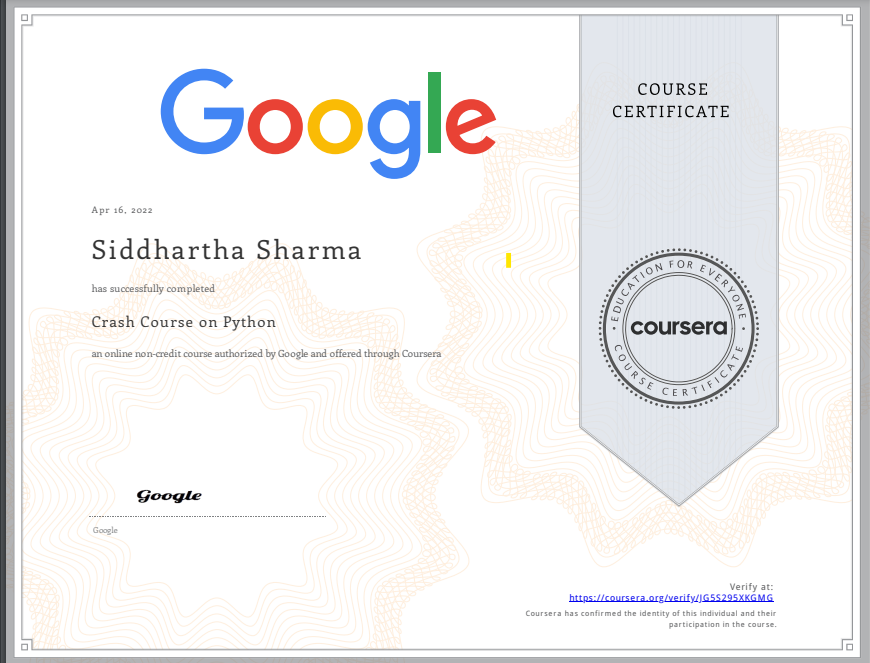 Google
COURSE
CERTIFICATE
Apr 16, 2022
Siddhartha Sharma
has successfully completed
Crash Course on Python
an online non-credit course authorized by Google and offered through Coursera
EDUCATION FOR EVERYONE
coursera
COURSE CERTIFICATE
Google
Google
Verify at:
https://coursera.org/verify/JG5S295XKGMG
Coursera has confirmed the identity of this individual and their
participation in the course.